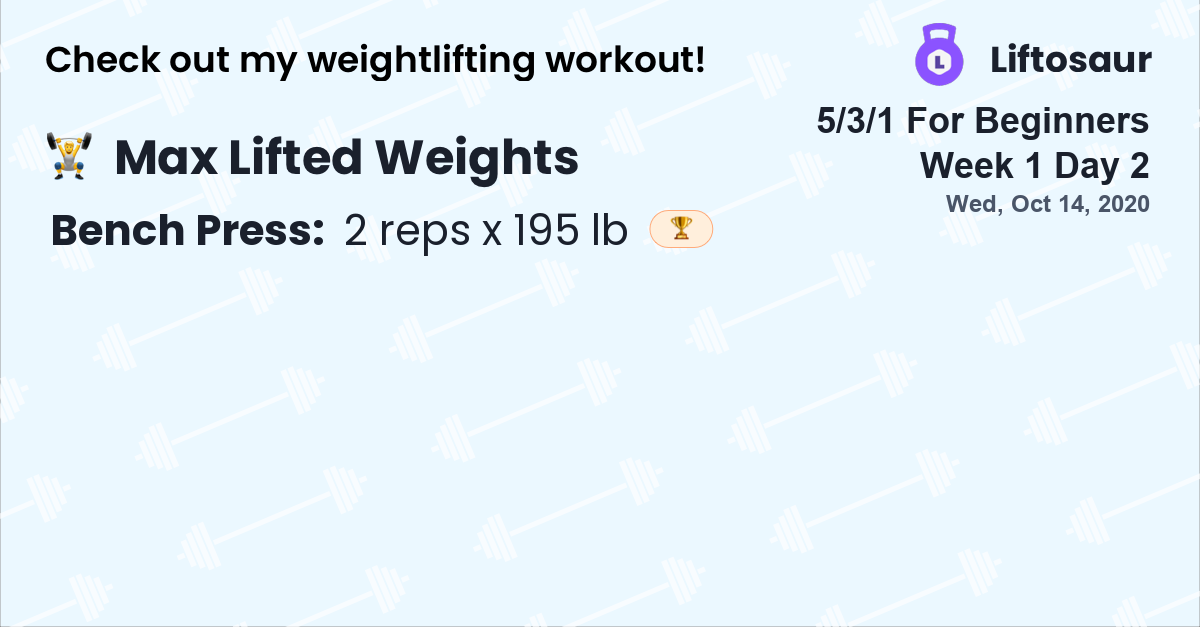 Check out my weightlifting workout!
Liftosaur
5/3/1 For Beginners
Week 1 Day 2
Wed, Oct 14, 2020
Max Lifted Weights
Bench Press: 2 reps x 195 lb